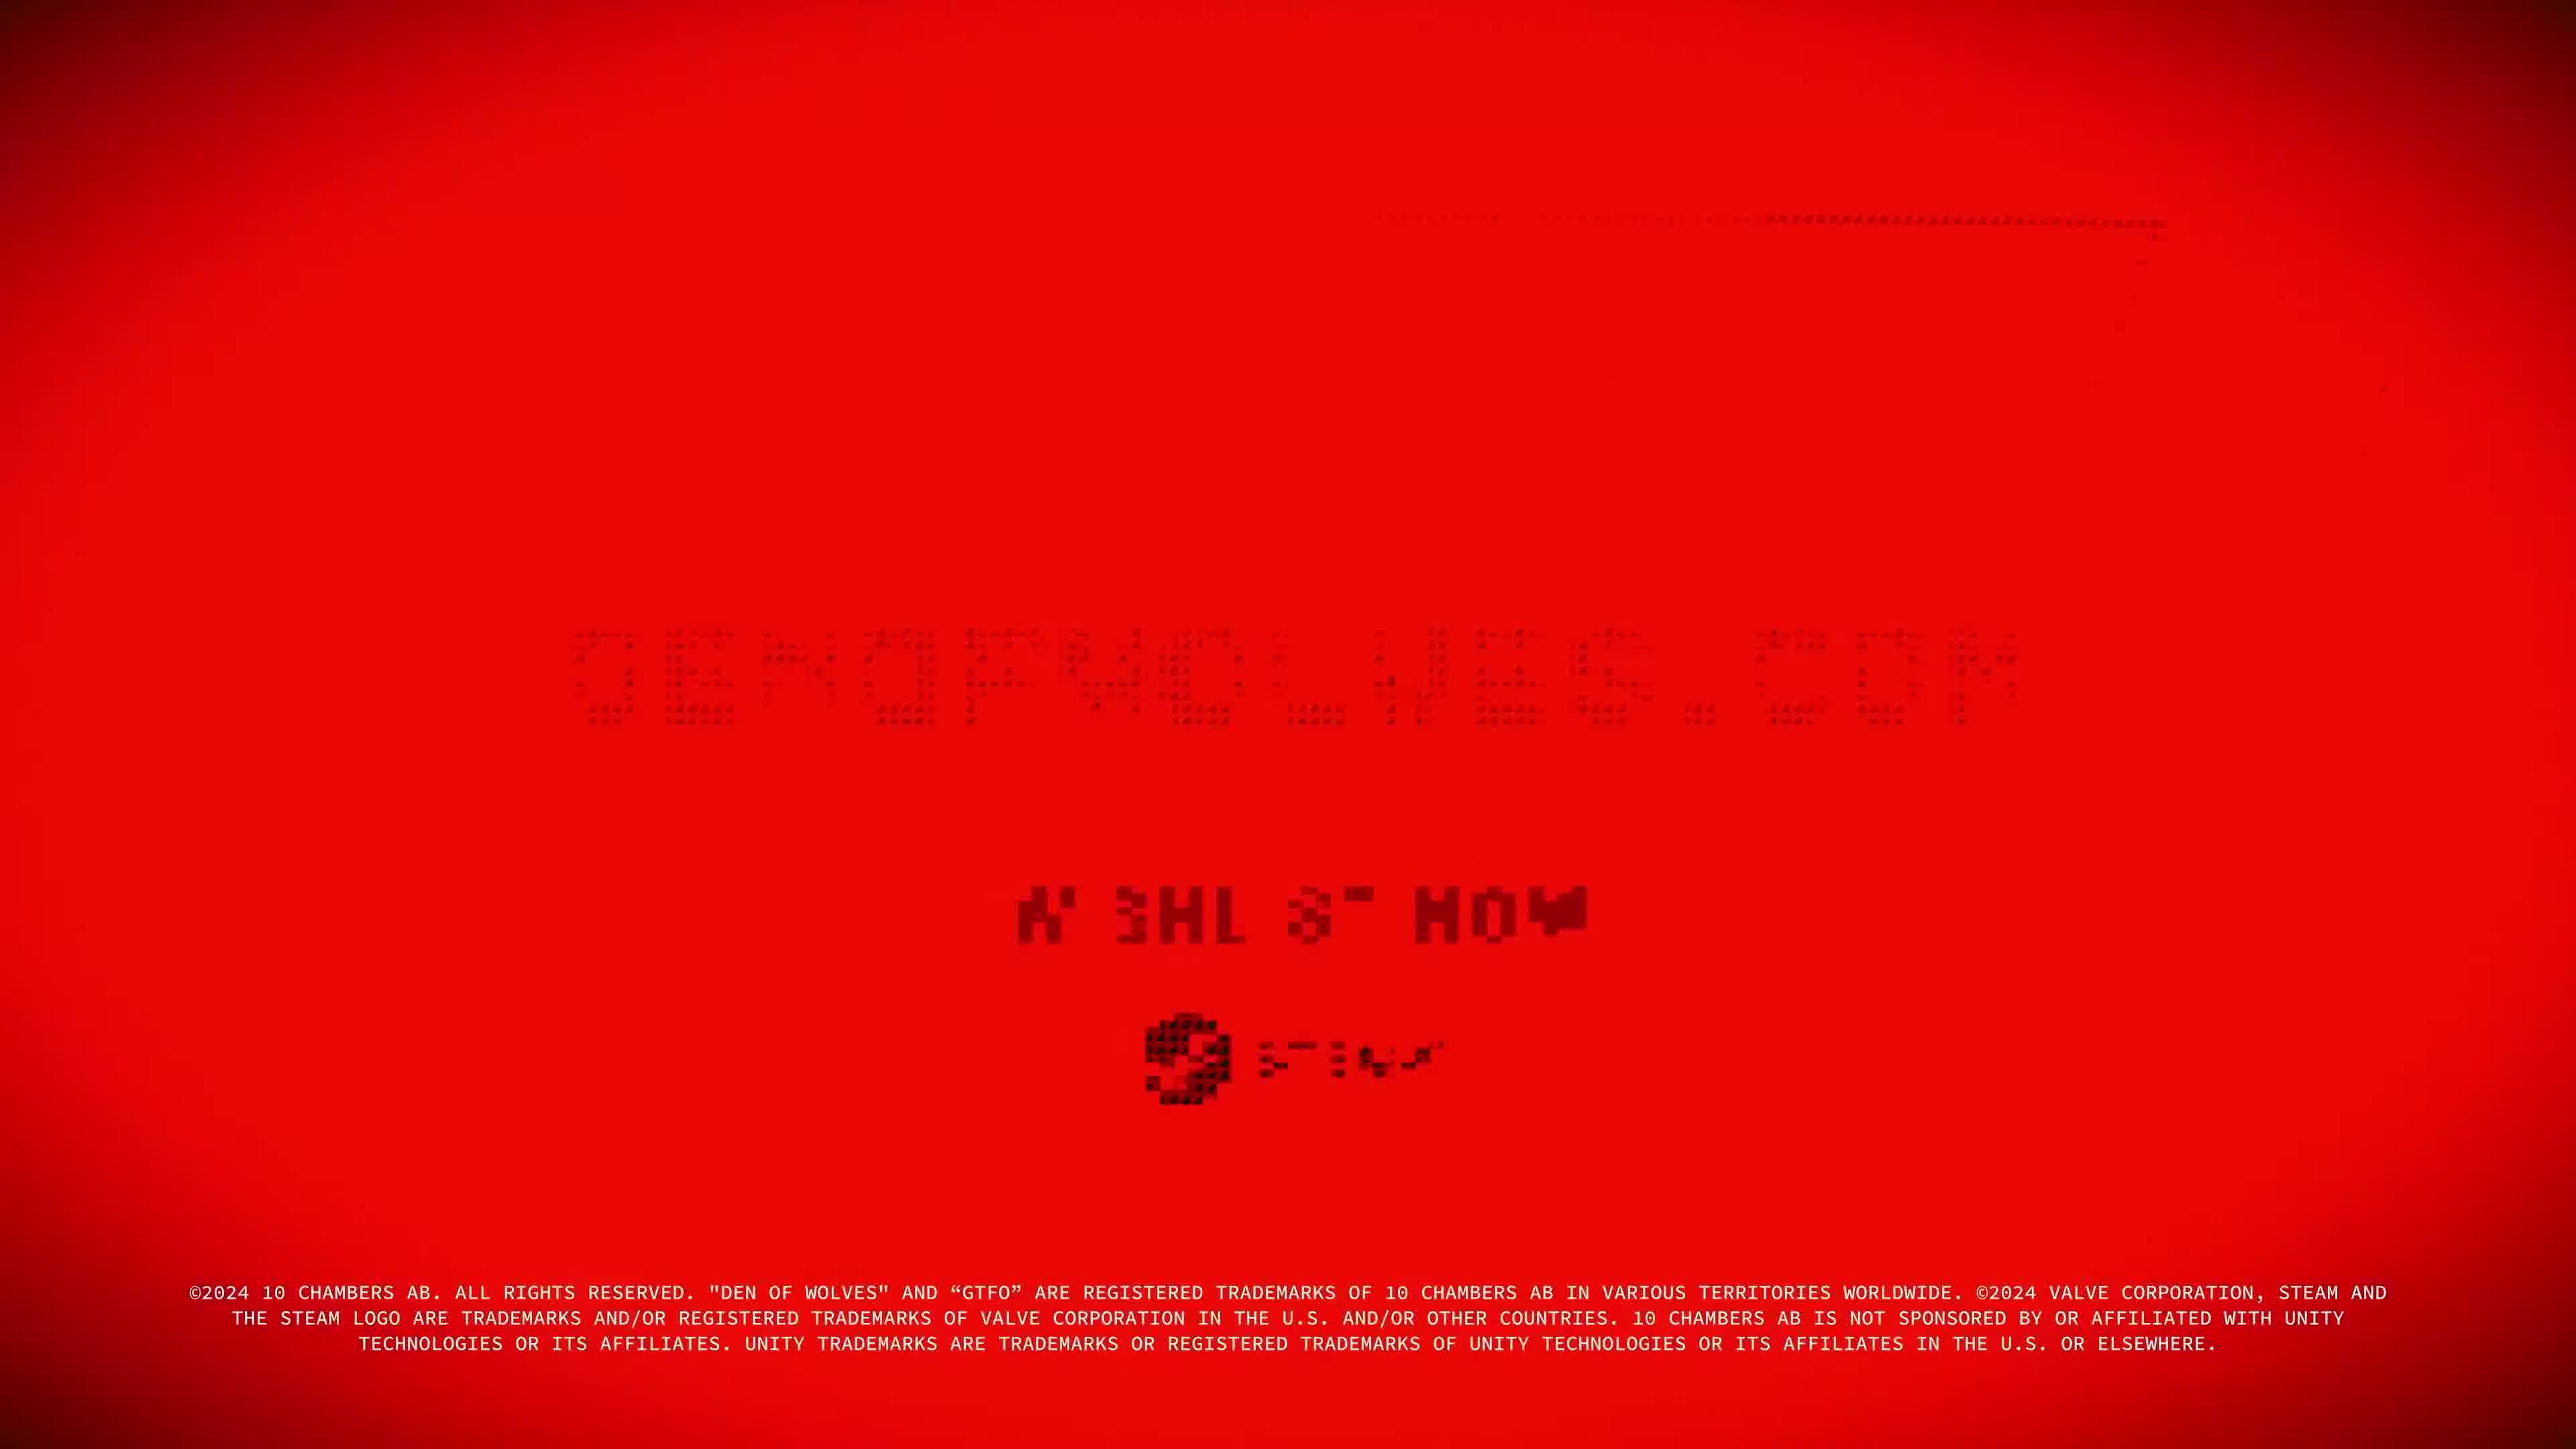 DENOFWOLVES.COM
©2024 10 CHAMBERS AB. ALL RIGHTS RESERVED. "DEN OF WOLVES" AND “GTFO” ARE REGISTERED TRADEMARKS OF 10 CHAMBERS AB IN VARIOUS TERRITORIES WORLDWIDE. ©2024 VALVE CORPORATION, STEAM AND
THE STEAM LOGO ARE TRADEMARKS AND/OR REGISTERED TRADEMARKS OF VALVE CORPORATION IN THE U.S. AND/OR OTHER COUNTRIES. 10 CHAMBERS AB IS NOT SPONSORED BY OR AFFILIATED WITH UNITY
TECHNOLOGIES OR ITS AFFILIATES. UNITY TRADEMARKS ARE TRADEMARKS OR REGISTERED TRADEMARKS OF UNITY TECHNOLOGIES OR ITS AFFILIATES IN THE U.S. OR ELSEWHERE.